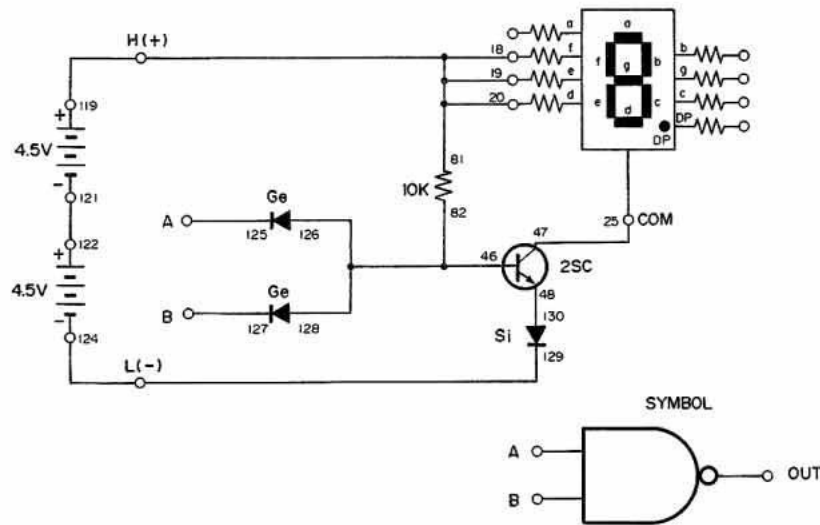 H(+)
a
a
18
f
f
b
b
19
e
g
g
20
d
e
d
c
c
DP
DP
+
119
4.5V
-
121
81
10K
82
Ge
A
125
126
25
COM
122
+
47
46
2SC
4.5V
-
48
Ge
B
127
128
130
Si
124
129
L(-)
SYMBOL
A
B
OUT